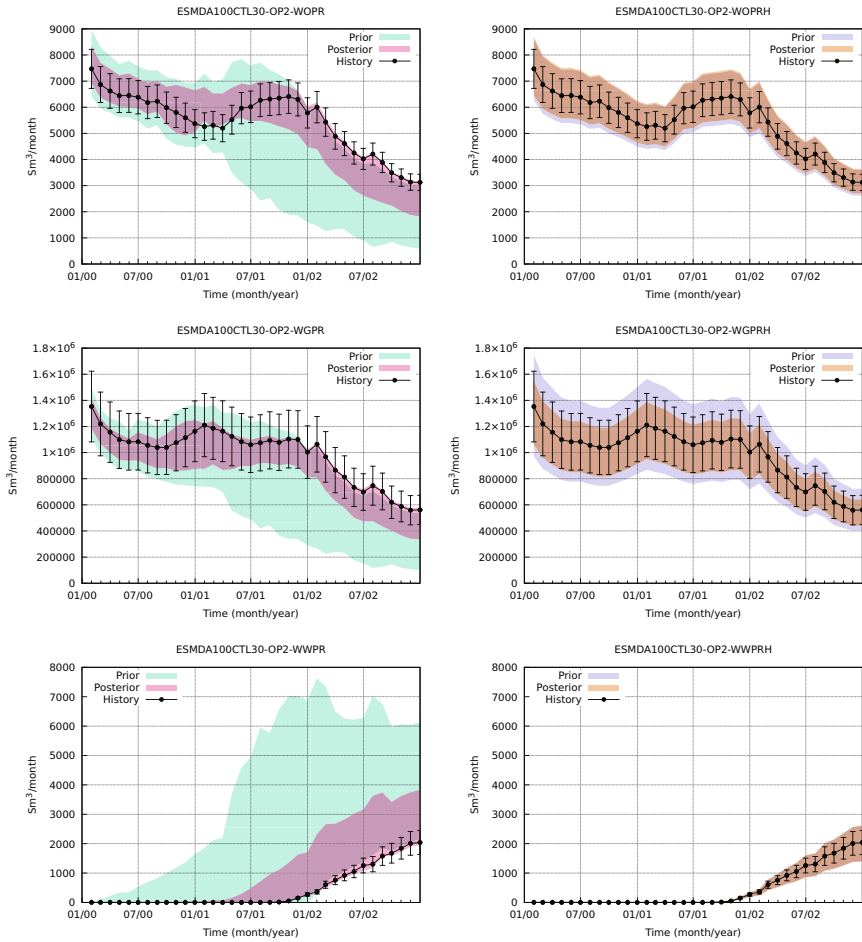 ESMDA100CTL30-OP2-WOPR
Sm³/month
9000
8000
7000
6000
5000
4000
3000
2000
1000
0
01/00 07/00 01/01 07/01 01/02 07/02
Time (month/year)
Prior
Posterior
History
ESMDA100CTL30-OP2-WOPRH
Sm³/month
9000
8000
7000
6000
5000
4000
3000
2000
1000
0
01/00 07/00 01/01 07/01 01/02 07/02
Time (month/year)
Prior
Posterior
History
ESMDA100CTL30-OP2-WGPR
Sm³/month
1.8×10⁶
1.6×10⁶
1.4×10⁶
1.2×10⁶
1×10⁶
800000
600000
400000
200000
0
01/00 07/00 01/01 07/01 01/02 07/02
Time (month/year)
Prior
Posterior
History
ESMDA100CTL30-OP2-WGPRH
Sm³/month
1.8×10⁶
1.6×10⁶
1.4×10⁶
1.2×10⁶
1×10⁶
800000
600000
400000
200000
0
01/00 07/00 01/01 07/01 01/02 07/02
Time (month/year)
Prior
Posterior
History
ESMDA100CTL30-OP2-WWPR
Sm³/month
8000
7000
6000
5000
4000
3000
2000
1000
0
01/00 07/00 01/01 07/01 01/02 07/02
Time (month/year)
Prior
Posterior
History
ESMDA100CTL30-OP2-WWPRH
Sm³/month
8000
7000
6000
5000
4000
3000
2000
1000
0
01/00 07/00 01/01 07/01 01/02 07/02
Time (month/year)
Prior
Posterior
History